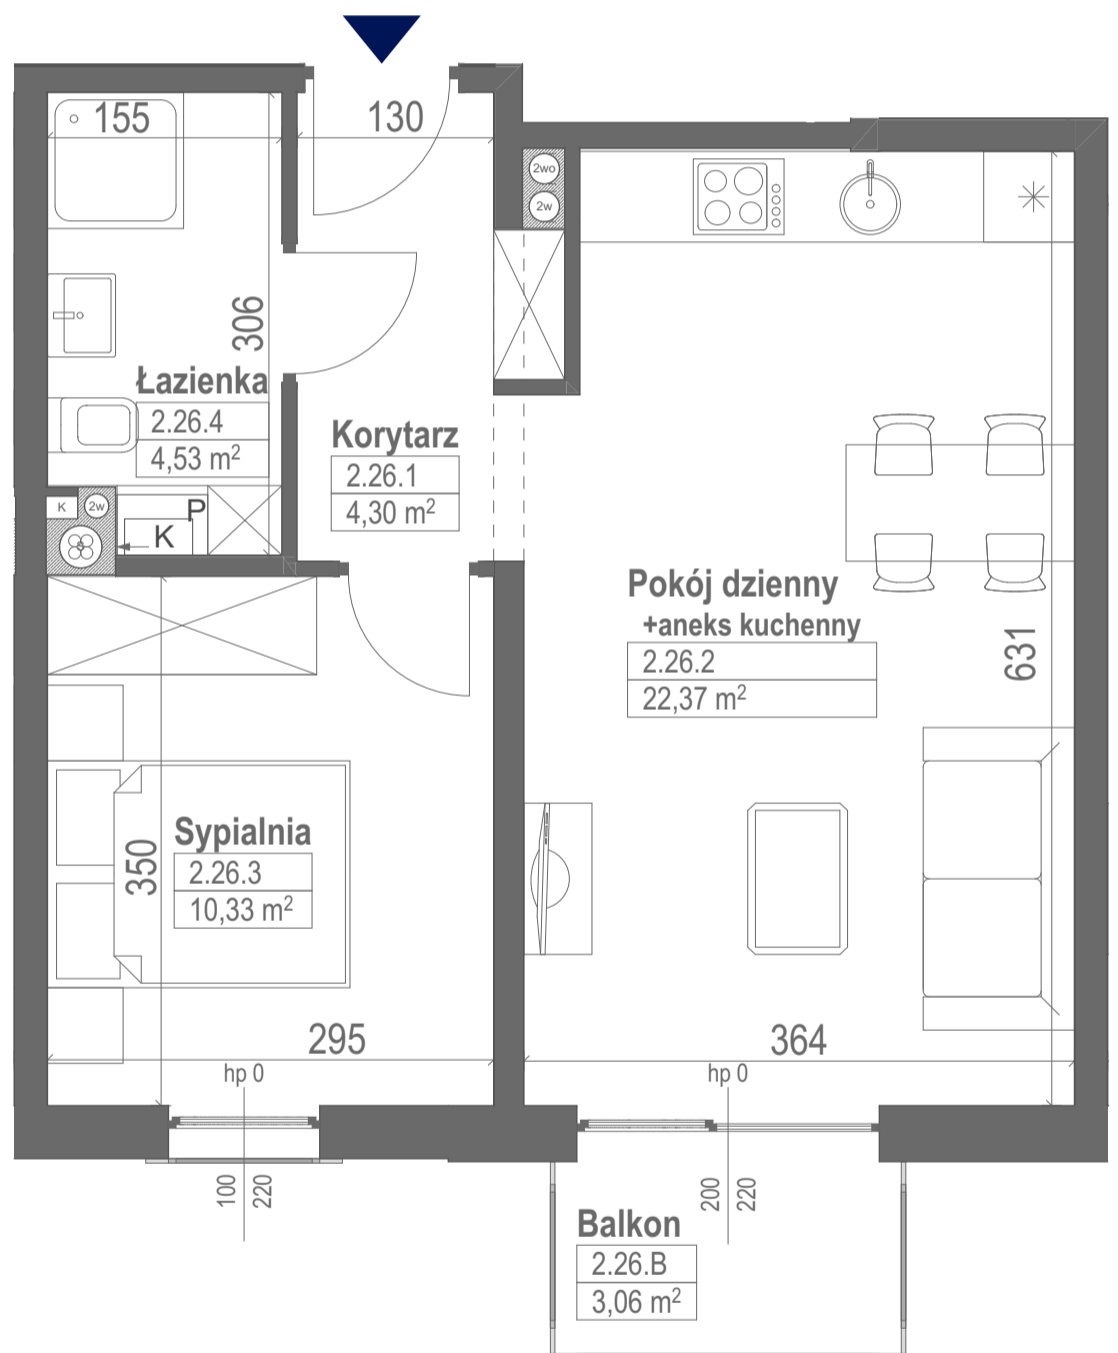 155
130
2wo
2w
306
Łazienka
2.26.4
4,53 m²
Korytarz
2.26.1
4,30 m²
K
2w
P
K
Pokój dzienny
+aneks kuchenny
2.26.2
22,37 m²
631
Sypialnia
2.26.3
10,33 m²
350
295
364
hp 0
hp 0
100
220
200
220
Balkon
2.26.B
3,06 m²